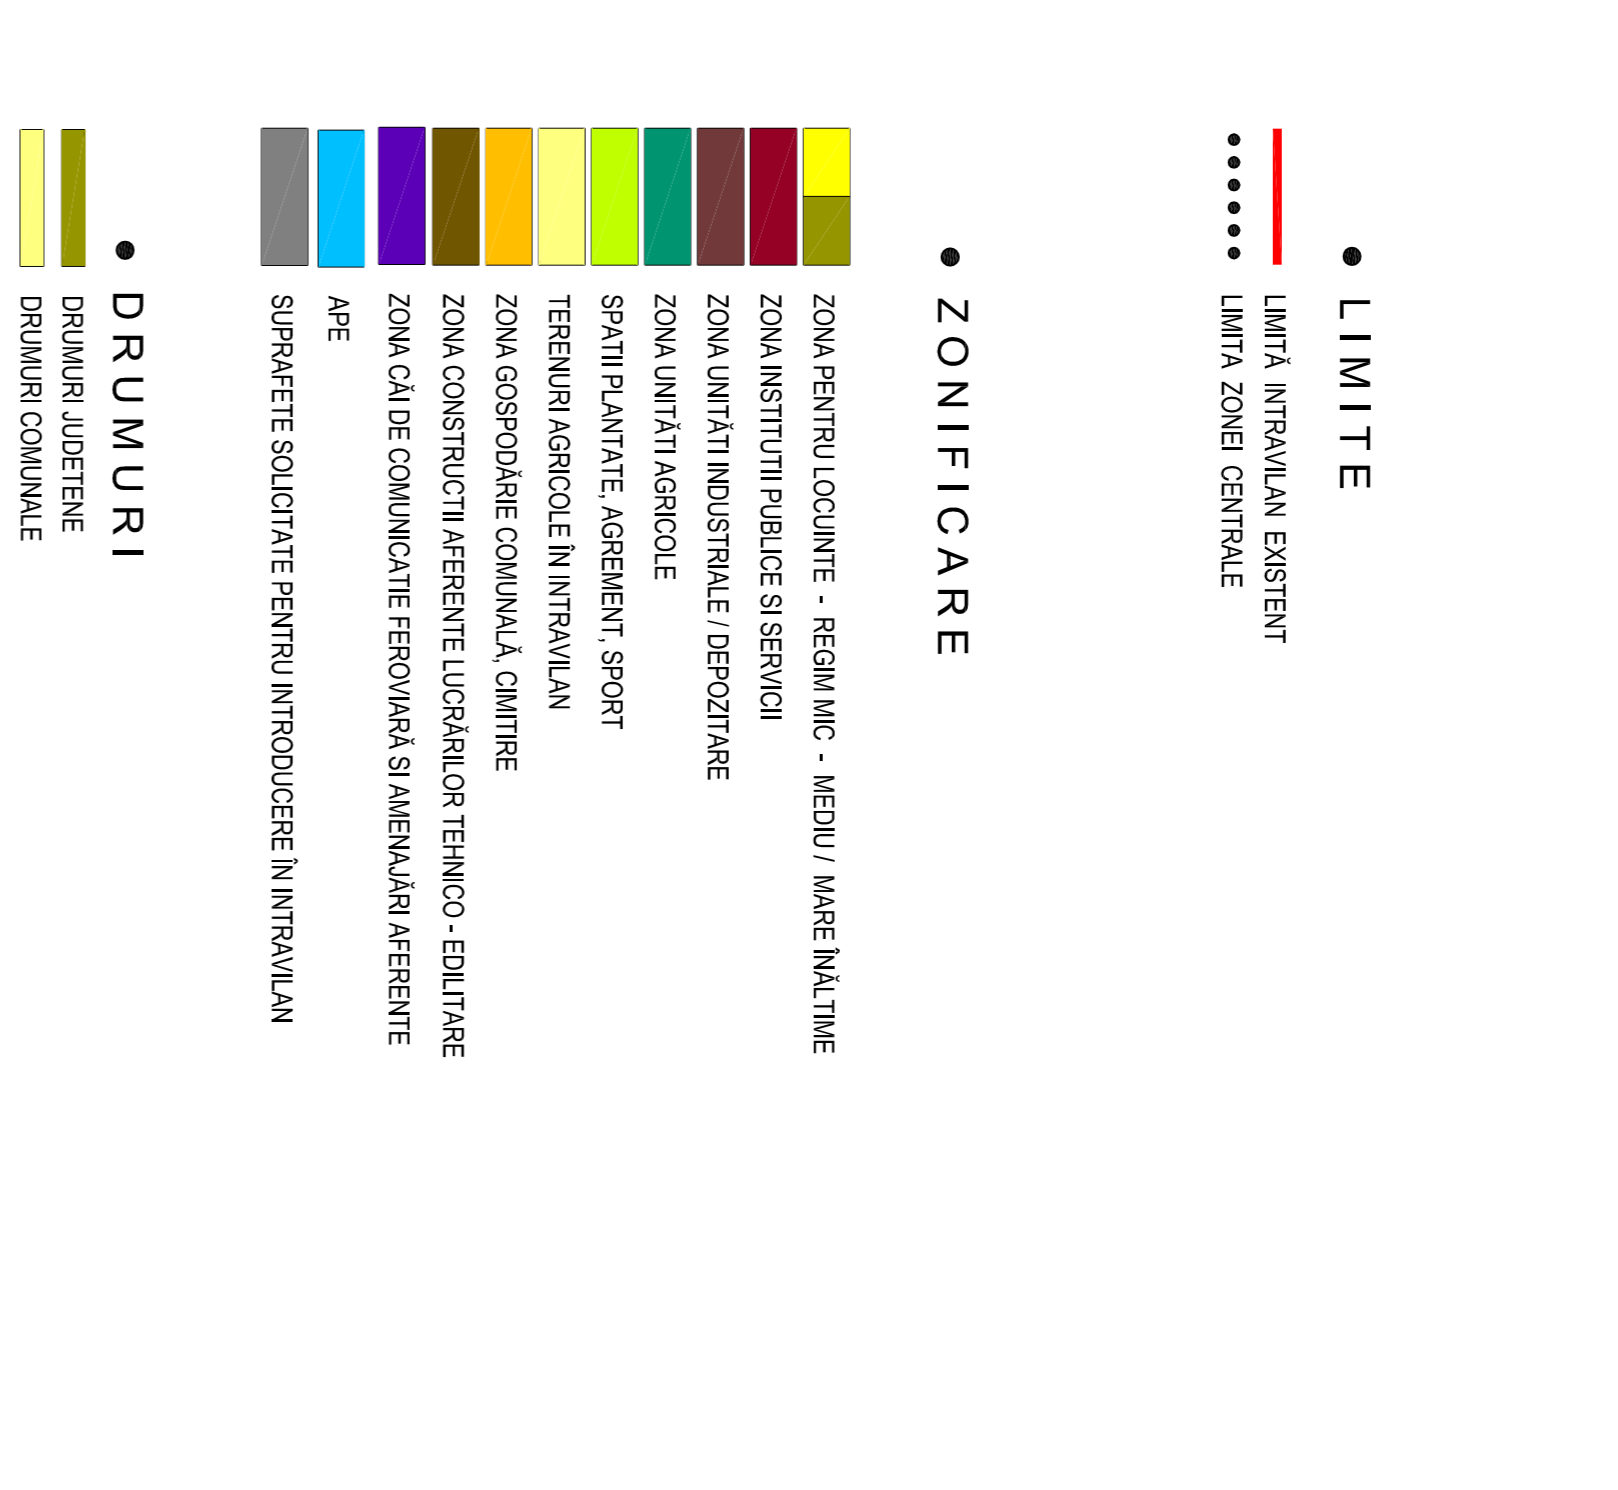 LIMITE
LIMITĂ INTRAVILAN EXISTENT
LIMITA ZONEI CENTRALE
ZONIFICARE
ZONA PENTRU LOCUINTE - REGIM MIC - MEDIU / MARE ÎNĂLTIME
ZONA INSTITUTII PUBLICE SI SERVICII
ZONA UNITĂTI INDUSTRIALE / DEPOZITARE
ZONA UNITĂTI AGRICOLE
SPATII PLANTATE, AGREMENT, SPORT
TERENURI AGRICOLE ÎN INTRAVILAN
ZONA GOSPODĂRIE COMUNALĂ, CIMITIRE
ZONA CONSTRUCTII AFERENTE LUCRĂRILOR TEHNICO - EDILITARE
ZONA CĂI DE COMUNICATIE FEROVIARĂ SI AMENAJĂRI AFERENTE
APE
SUPRAFETE SOLICITATE PENTRU INTRODUCERE ÎN INTRAVILAN
DRUMURI
DRUMURI JUDETENE
DRUMURI COMUNALE